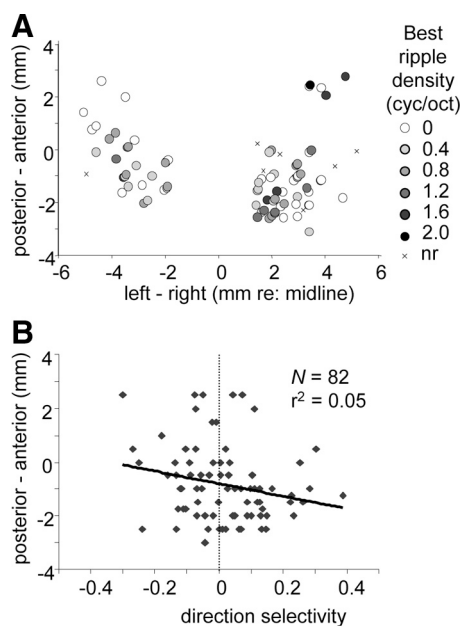 A
posterior - anterior (mm)
4
2
0
-2
-4
-6
-4
-2
0
2
4
6
left - right (mm re: midline)
Best
ripple
density
(cyc/oct)
0
0.4
0.8
1.2
1.6
2.0
nr
B
posterior - anterior (mm)
4
2
0
-2
-4
N = 82
r² = 0.05
-0.4
-0.2
0
0.2
0.4
direction selectivity